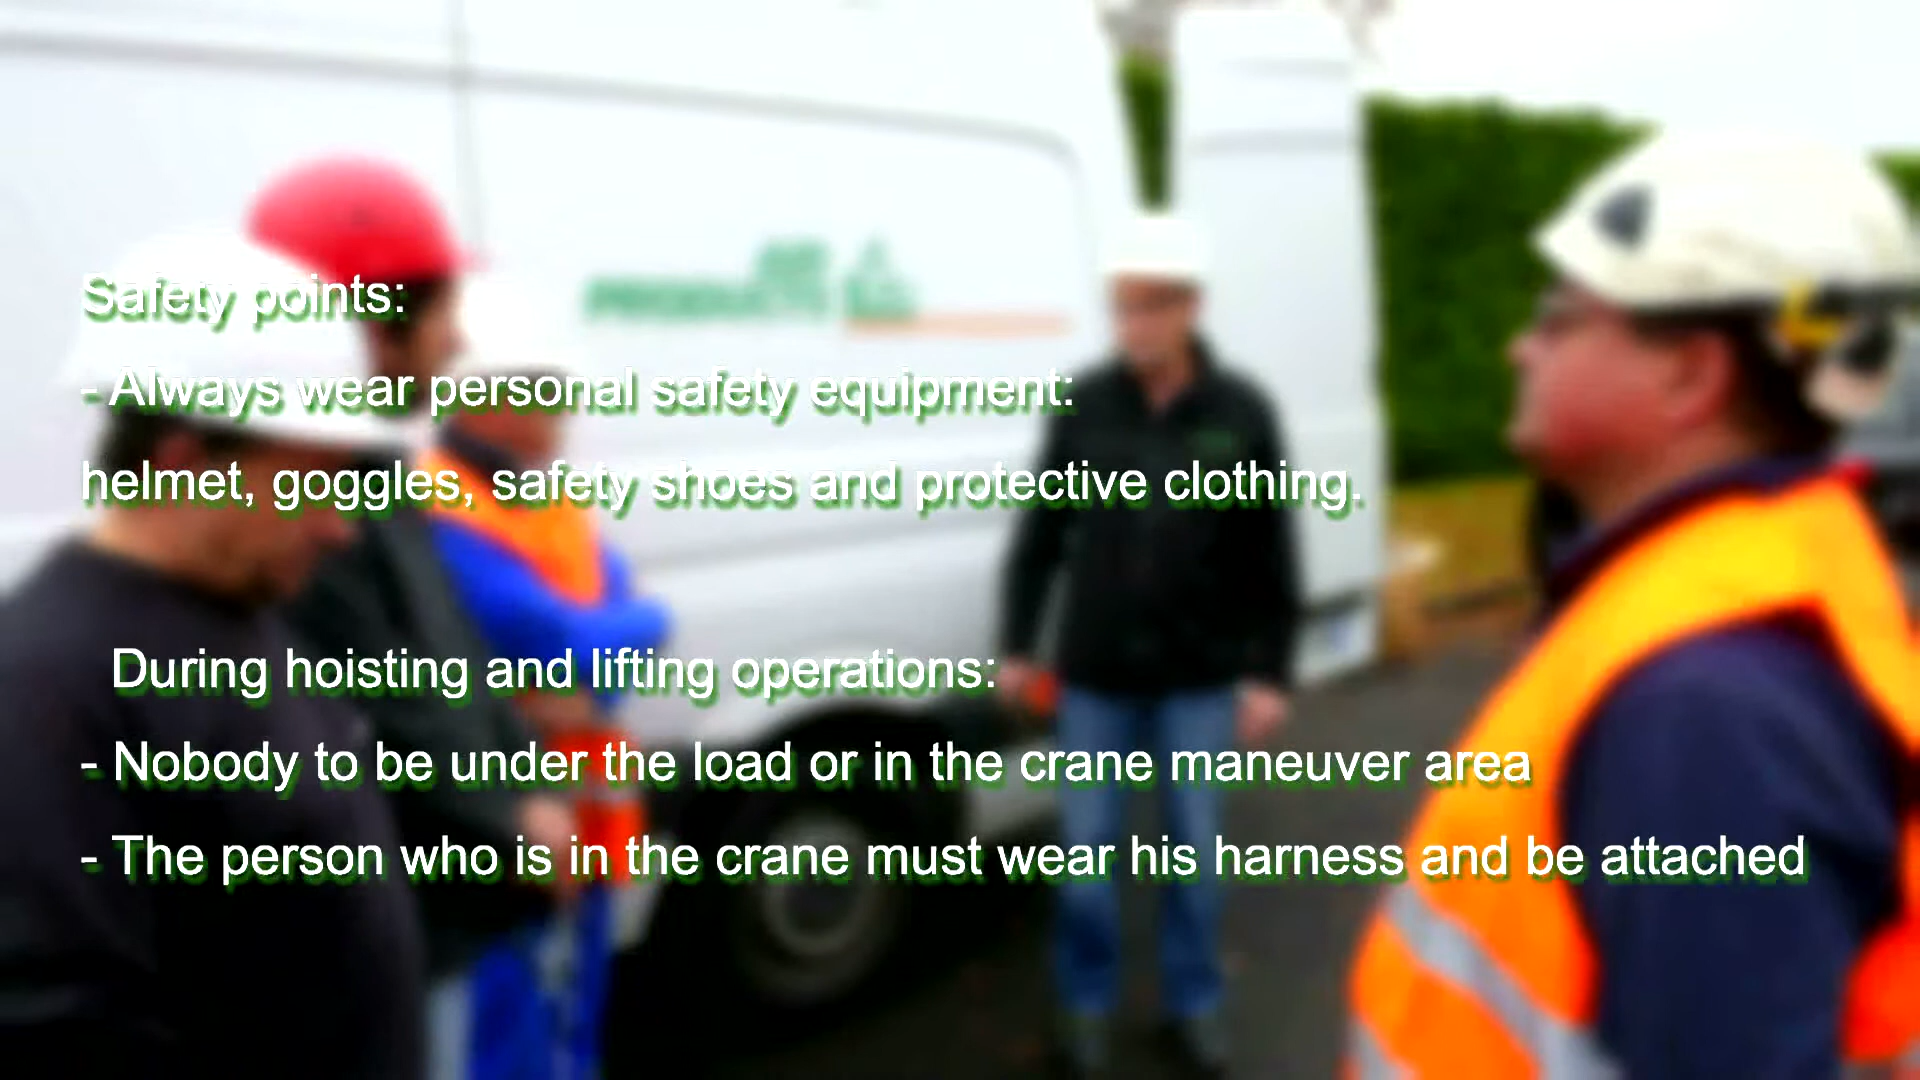 Safety points:
- Always wear personal safety equipment:
helmet, goggles, safety shoes and protective clothing.
During hoisting and lifting operations:
- Nobody to be under the load or in the crane maneuver area
- The person who is in the crane must wear his harness and be attached